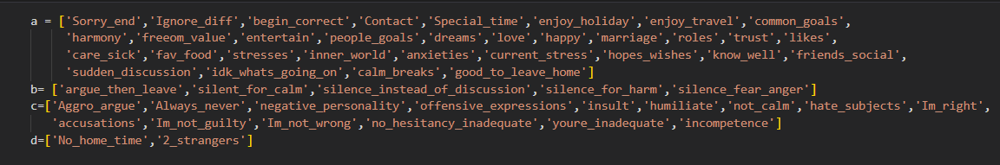 a = ['Sorry_end','Ignore_diff','begin_correct','Contact','Special_time','enjoy_holiday','enjoy_travel','common_goals',
'harmony','freeom_value','entertain','people_goals','dreams','love','happy','marriage','roles','trust','likes',
'care_sick','fav_food','stresses','inner_world','anxieties','current_stress','hopes_wishes','know_well','friends_social',
'sudden_discussion','idk_whats_going_on','calm_breaks','good_to_leave_home']
b= ['argue_then_leave','silent_for_calm','silence_instead_of_discussion','silence_for_harm','silence_fear_anger']
c=['Aggro_argue','Always_never','negative_personality','offensive_expressions','insult','humiliate','not_calm','hate_subjects','Im_right',
'accusations','Im_not_guilty','Im_not_wrong','no_hesitancy_inadequate','youre_inadequate','incompetence']
d=['No_home_time','2_strangers']